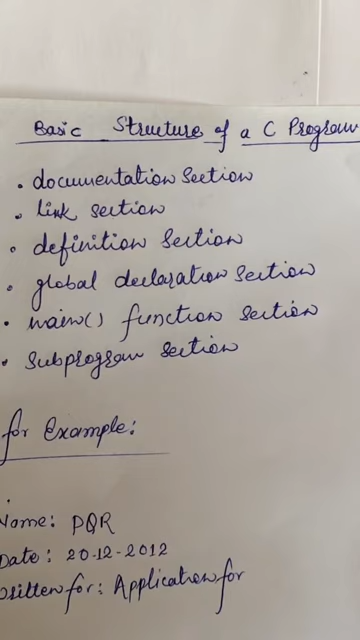 Basic Structure of a C Program
. documentation section
. link section
. definition section
. global declaration section
. main() function section
. subprogram section
for Example:
.
Name: PQR
Date: 20-12-2012
written for: Application for